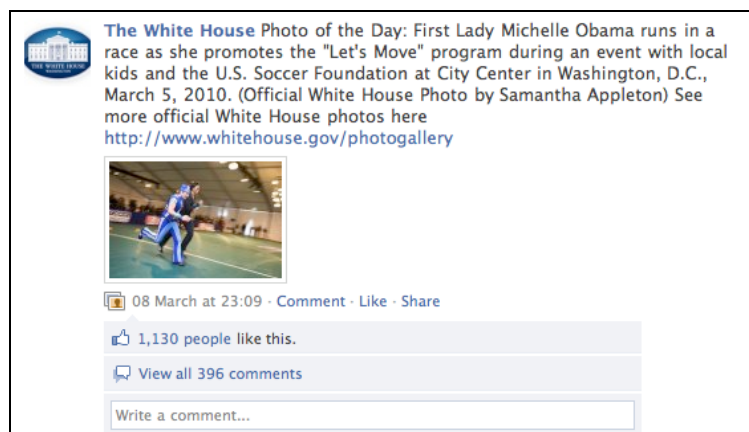 The White House Photo of the Day: First Lady Michelle Obama runs in a
race as she promotes the "Let's Move" program during an event with local
kids and the U.S. Soccer Foundation at City Center in Washington, D.C.,
March 5, 2010. (Official White House Photo by Samantha Appleton) See
more official White House photos here
http://www.whitehouse.gov/photogallery
THE WHITE HOUSE
WASHINGTON
08 March at 23:09 · Comment · Like · Share
1,130 people like this.
View all 396 comments
Write a comment...